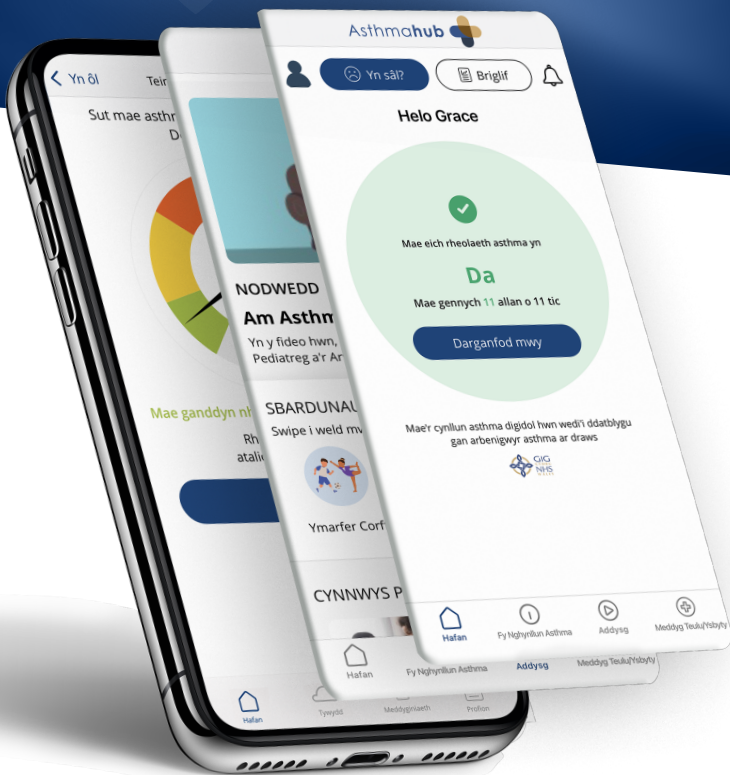 Asthmahub
Yn sâl?
Briglif
Helo Grace
Mae eich rheolaeth asthma yn
Da
Mae gennych 11 allan o 11 tic
Darganfod mwy
Mae'r cynllun asthma digidol hwn wedi'i ddatblygu
gan arbenigwyr asthma ar draws
GIG
NHS
Hafan
Fy Nghynllun Asthma
Addysg
Meddyg Teulu/Ysbyty
NODWEDD
Am Asthm
Yn y fideo hwn,
Pediatreg a'r Ar
SBARDUNAU
Swipe i weld mw
Ymarfer Corf
CYNNWYS P
Hafan
Fy Nghynllun Asthma
Addysg
Meddyg Teulu/Ysbyty
Yn ôl
Teir
Sut mae asthr
D
Mae ganddyn nh
Rh
atalio
Hafan
Tywydd
Meddyginiaeth
Profion